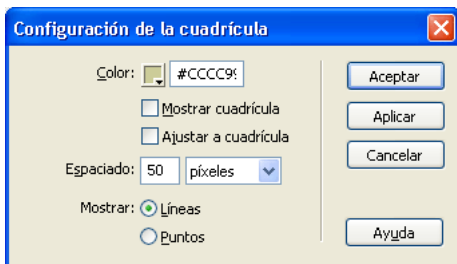 Configuración de la cuadrícula
Color: #CCCC9
Mostrar cuadrícula
Ajustar a cuadrícula
Espaciado: 50 píxeles
Mostrar: Líneas
Puntos
Aceptar
Aplicar
Cancelar
Ayuda